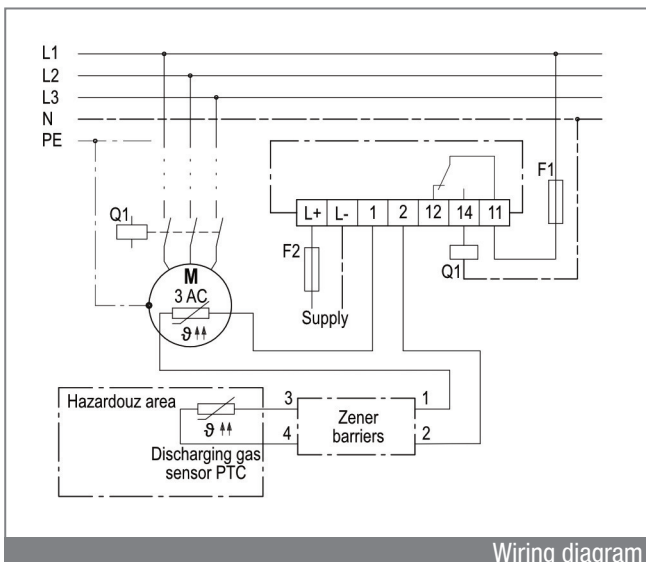 L1
L2
L3
N
PE
Q1
M
3 AC
ϑ
L+ L- 1 2 12 14 11
F1
F2
Q1
Supply
Hazardouz area
ϑ
Discharging gas
sensor PTC
3
4
Zener
barriers
1
2
Wiring diagram